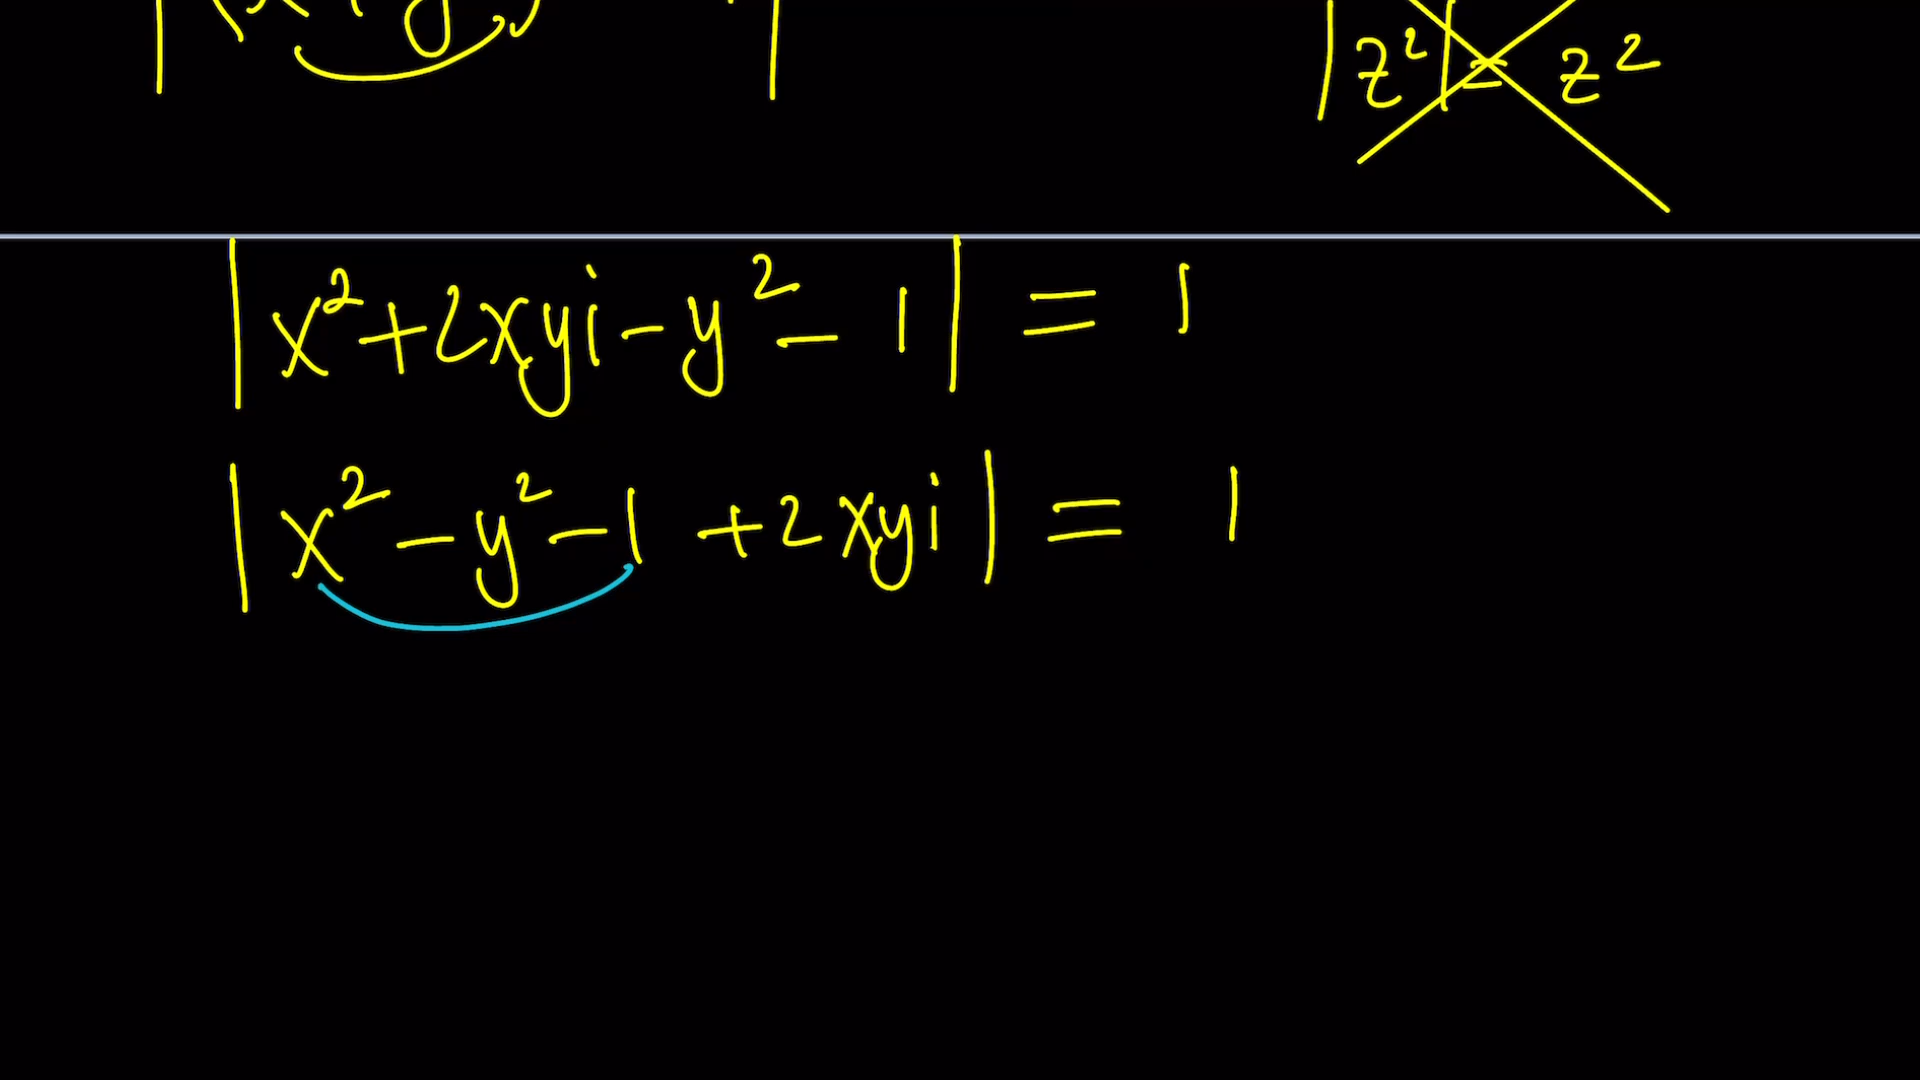 |z²| = z²
|x² + 2xyi - y² - 1| = 1
|x² - y² - 1 + 2xyi| = 1